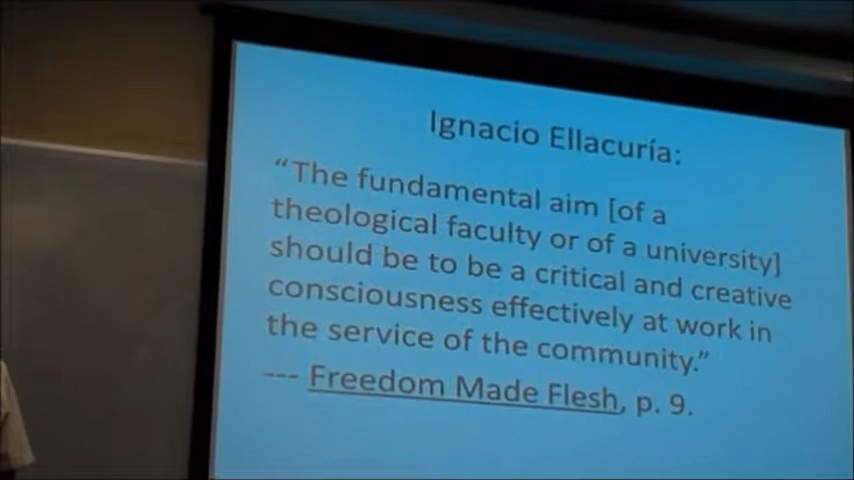 Ignacio Ellacuría:
“The fundamental aim [of a
theological faculty or of a university]
should be to be a critical and creative
consciousness effectively at work in
the service of the community.”
--- Freedom Made Flesh, p. 9.